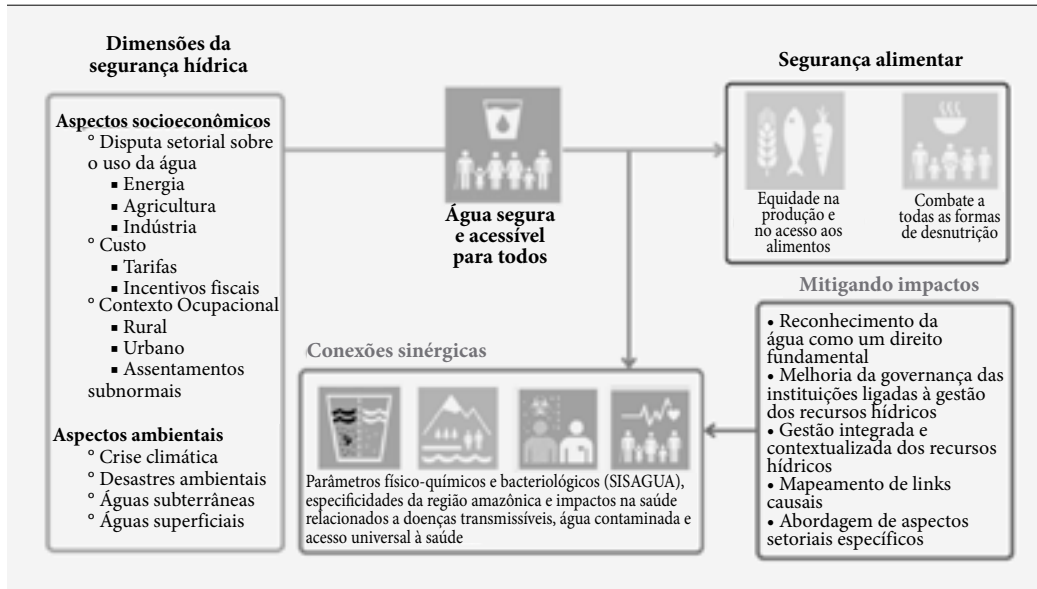 Dimensões da
segurança hídrica
Aspectos socioeconômicos
° Disputa setorial sobre
o uso da água
▪ Energia
▪ Agricultura
▪ Indústria
° Custo
▪ Tarifas
▪ Incentivos fiscais
° Contexto Ocupacional
▪ Rural
▪ Urbano
▪ Assentamentos
subnormais
Aspectos ambientais
° Crise climática
° Desastres ambientais
° Águas subterrâneas
° Águas superficiais
Água segura
e acessível
para todos
Segurança alimentar
Equidade na
produção e
no acesso aos
alimentos
Combate a
todas as formas
de desnutrição
Conexões sinérgicas
Parâmetros físico-químicos e bacteriológicos (SISAGUA),
especificidades da região amazônica e impactos na saúde
relacionados a doenças transmissíveis, água contaminada e
acesso universal à saúde
Mitigando impactos
• Reconhecimento da
água como um direito
fundamental
• Melhoria da governança das
instituições ligadas à gestão
dos recursos hídricos
• Gestão integrada e
contextualizada dos recursos
hídricos
• Mapeamento de links
causais
• Abordagem de aspectos
setoriais específicos